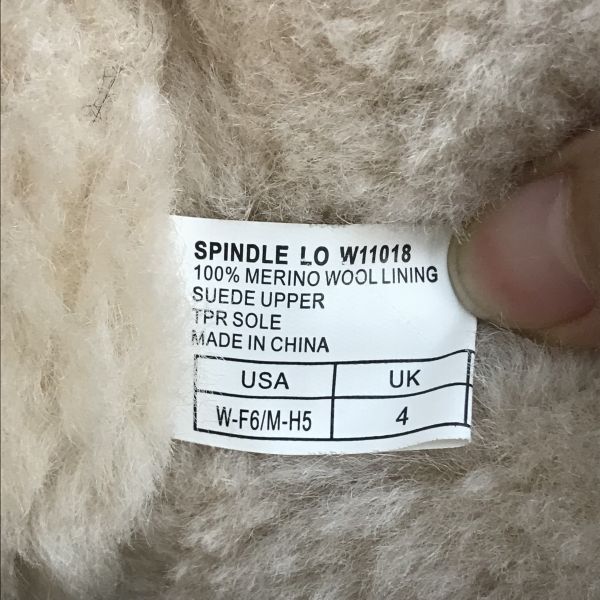 SPINDLE LO W11018
100% MERINO WOOL LINING
SUEDE UPPER
TPR SOLE
MADE IN CHINA
USA UK
W-F6/M-H5 4